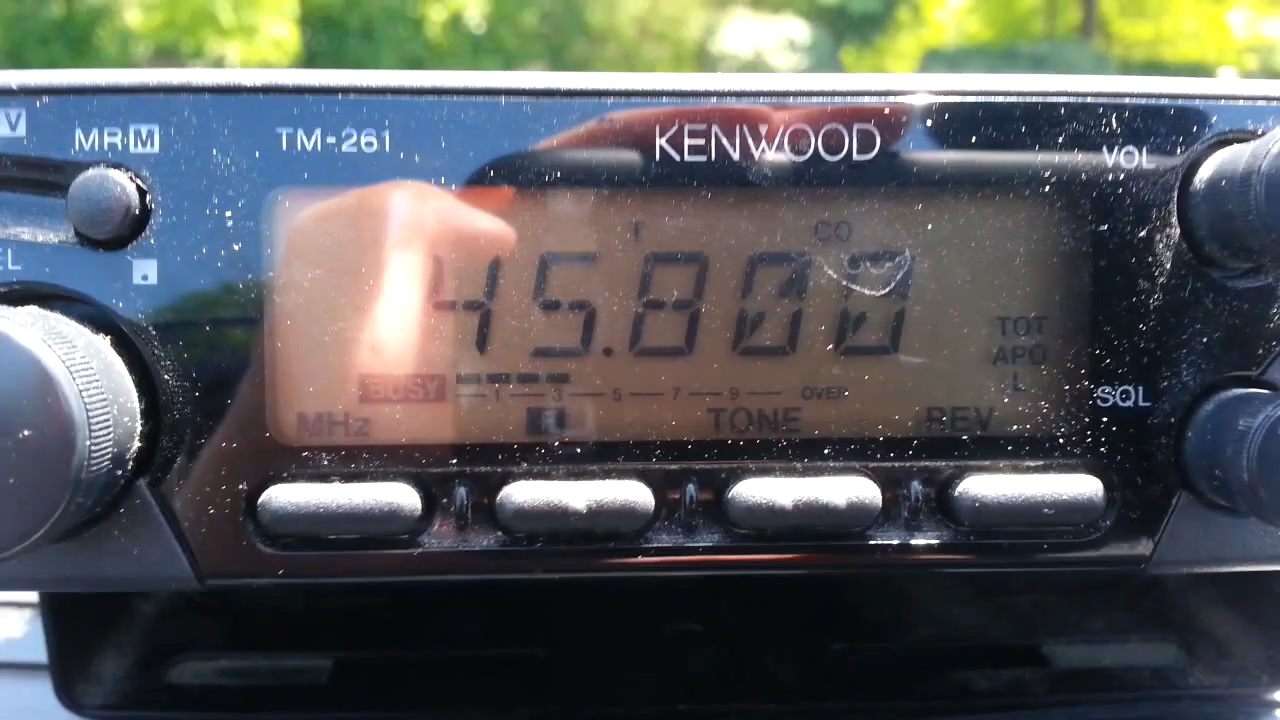 V MR M TM-261 KENWOOD VOL
T CO
45.800
TOT
APO
L
BUSY 1 3 5 7 9 OVER
SQL
MHz F TONE REV